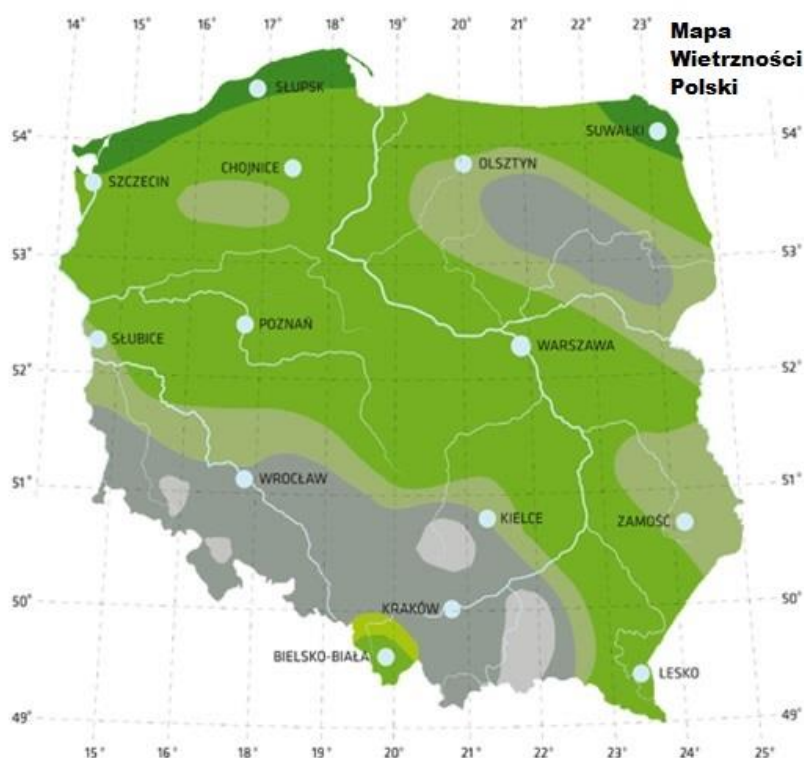 14° 15° 16° 17° 18° 19° 20° 21° 22° 23°
Mapa
Wietrzności
Polski
SŁUPSK
54° SUWAŁKI 54°
CHOJNICE OLSZTYN
SZCZECIN
53° 53°
POZNAŃ
SŁUBICE WARSZAWA
52° 52°
WROCŁAW
51° 51°
KIELCE ZAMOŚĆ
50° KRAKÓW 50°
BIELSKO-BIAŁA LESKO
49° 49°
15° 16° 17° 18° 19° 20° 21° 22° 23° 24° 25°